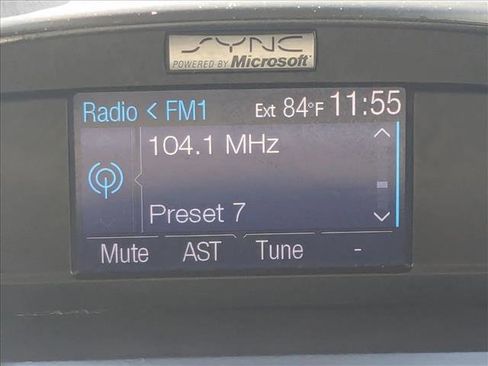 SYNC
POWERED BY Microsoft
Radio < FM1 Ext 84°F 11:55
104.1 MHz
Preset 7
Mute AST Tune -